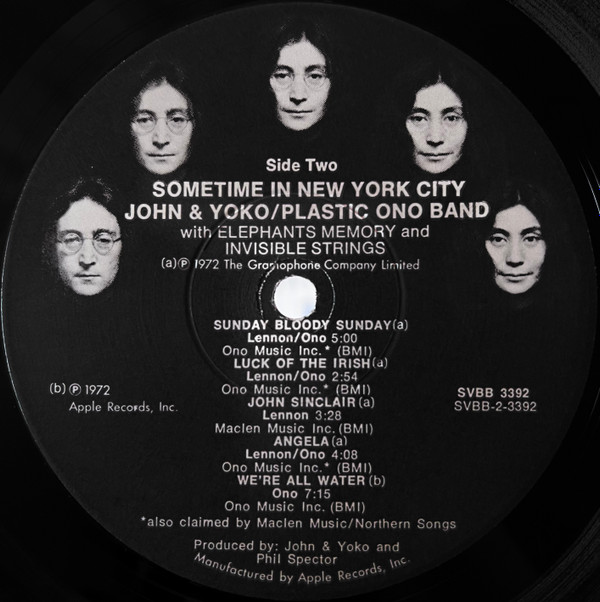 Side Two
SOMETIME IN NEW YORK CITY
JOHN & YOKO/PLASTIC ONO BAND
with ELEPHANTS MEMORY and
INVISIBLE STRINGS
(a)Ⓟ 1972 The Gramophone Company Limited
SUNDAY BLOODY SUNDAY(a)
Lennon/Ono 5:00
Ono Music Inc.* (BMI)
LUCK OF THE IRISH(a)
Lennon/Ono 2:54
Ono Music Inc.* (BMI)
JOHN SINCLAIR(a)
Lennon 3:28
Maclen Music Inc.(BMI)
ANGELA(a)
Lennon/Ono 4:08
Ono Music Inc.* (BMI)
WE'RE ALL WATER(b)
Ono 7:15
Ono Music Inc.(BMI)
*also claimed by Maclen Music/Northern Songs
(b) Ⓟ 1972
Apple Records, Inc.
SVBB 3392
SVBB-2-3392
Produced by: John & Yoko and
Phil Spector
Manufactured by Apple Records, Inc.